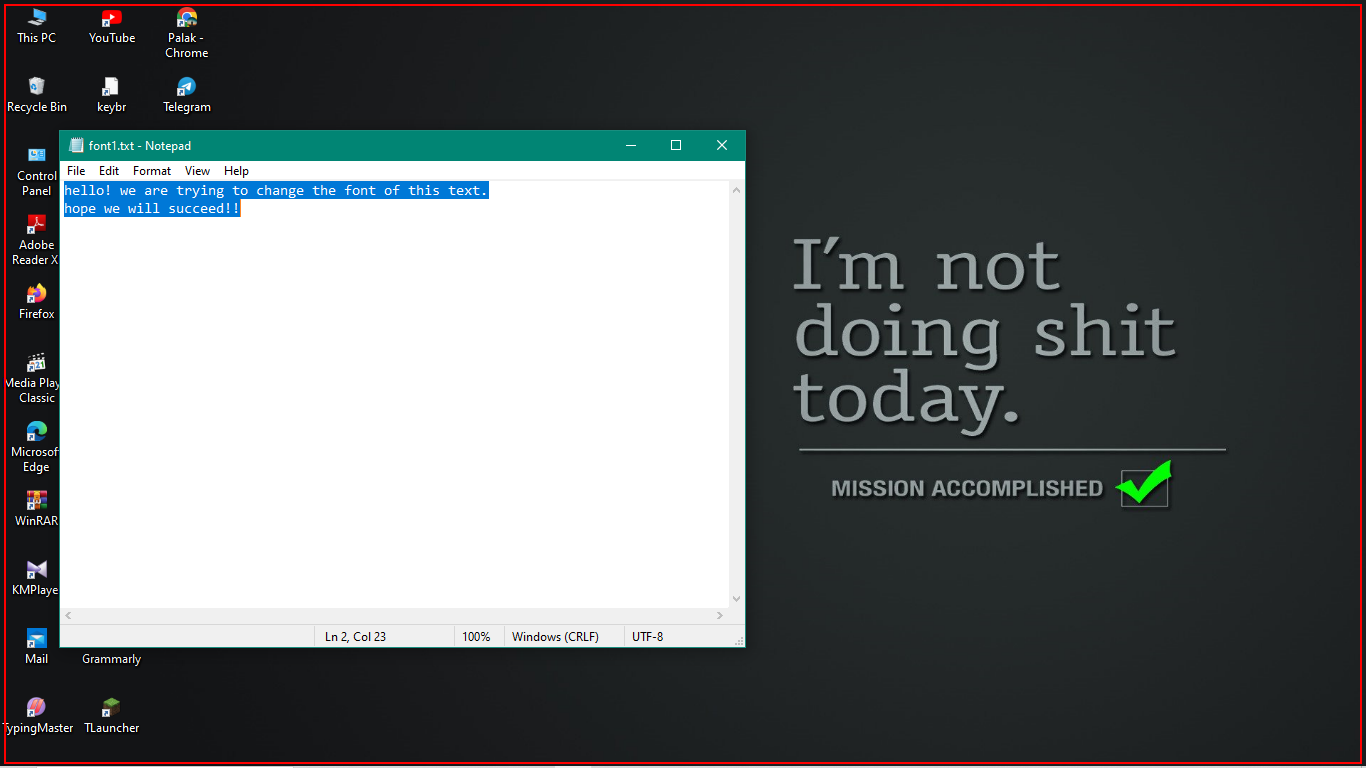 This PC
YouTube
Palak -
Chrome
Recycle Bin
keybr
Telegram
font1.txt - Notepad
File Edit Format View Help
hello! we are trying to change the font of this text.
hope we will succeed!!
Control
Panel
Adobe
Reader X
Firefox
21
Media Play
Classic
Microsof
Edge
WinRAR
KMPlaye
Ln 2, Col 23 100% Windows (CRLF) UTF-8
Mail
Grammarly
TypingMaster
TLauncher
I'm not
doing shit
today.
MISSION ACCOMPLISHED